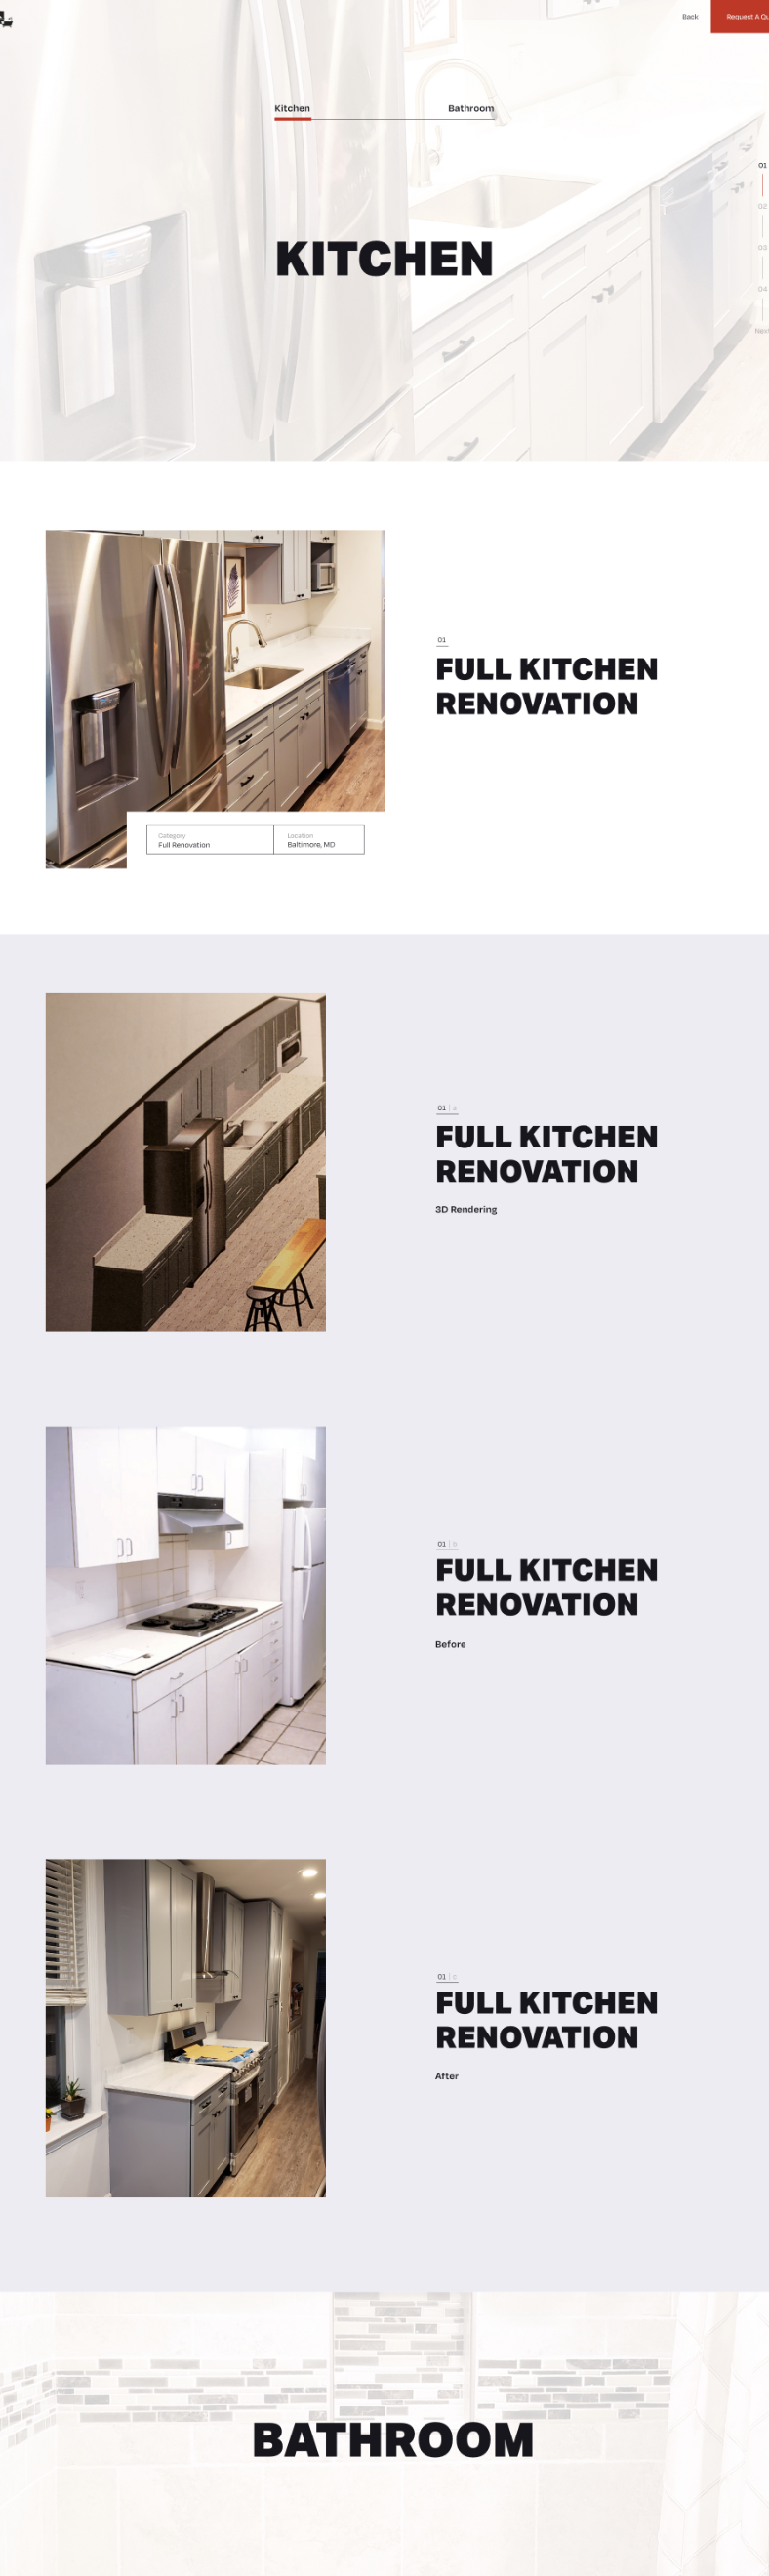 Back
Request A Qu
Kitchen
Bathroom
01
02
03
04
Next
KITCHEN
01
FULL KITCHEN
RENOVATION
Category
Full Renovation
Location
Baltimore, MD
01 | a
FULL KITCHEN
RENOVATION
3D Rendering
01 | b
FULL KITCHEN
RENOVATION
Before
01 | c
FULL KITCHEN
RENOVATION
After
BATHROOM